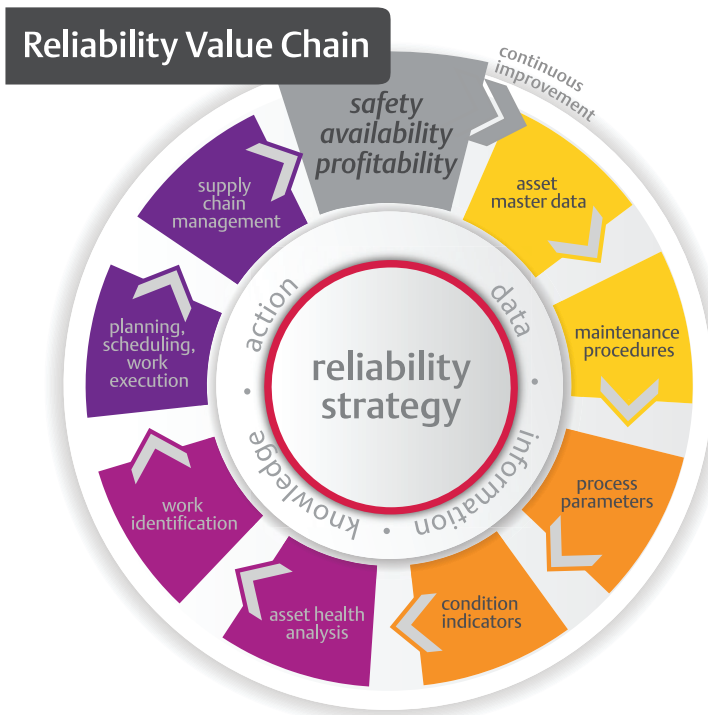 Reliability Value Chain
continuous
improvement
safety
availability
profitability
asset
master data
maintenance
procedures
process
parameters
condition
indicators
asset health
analysis
work
identification
planning,
scheduling,
work
execution
supply
chain
management
data
•
information
•
knowledge
•
action
reliability
strategy